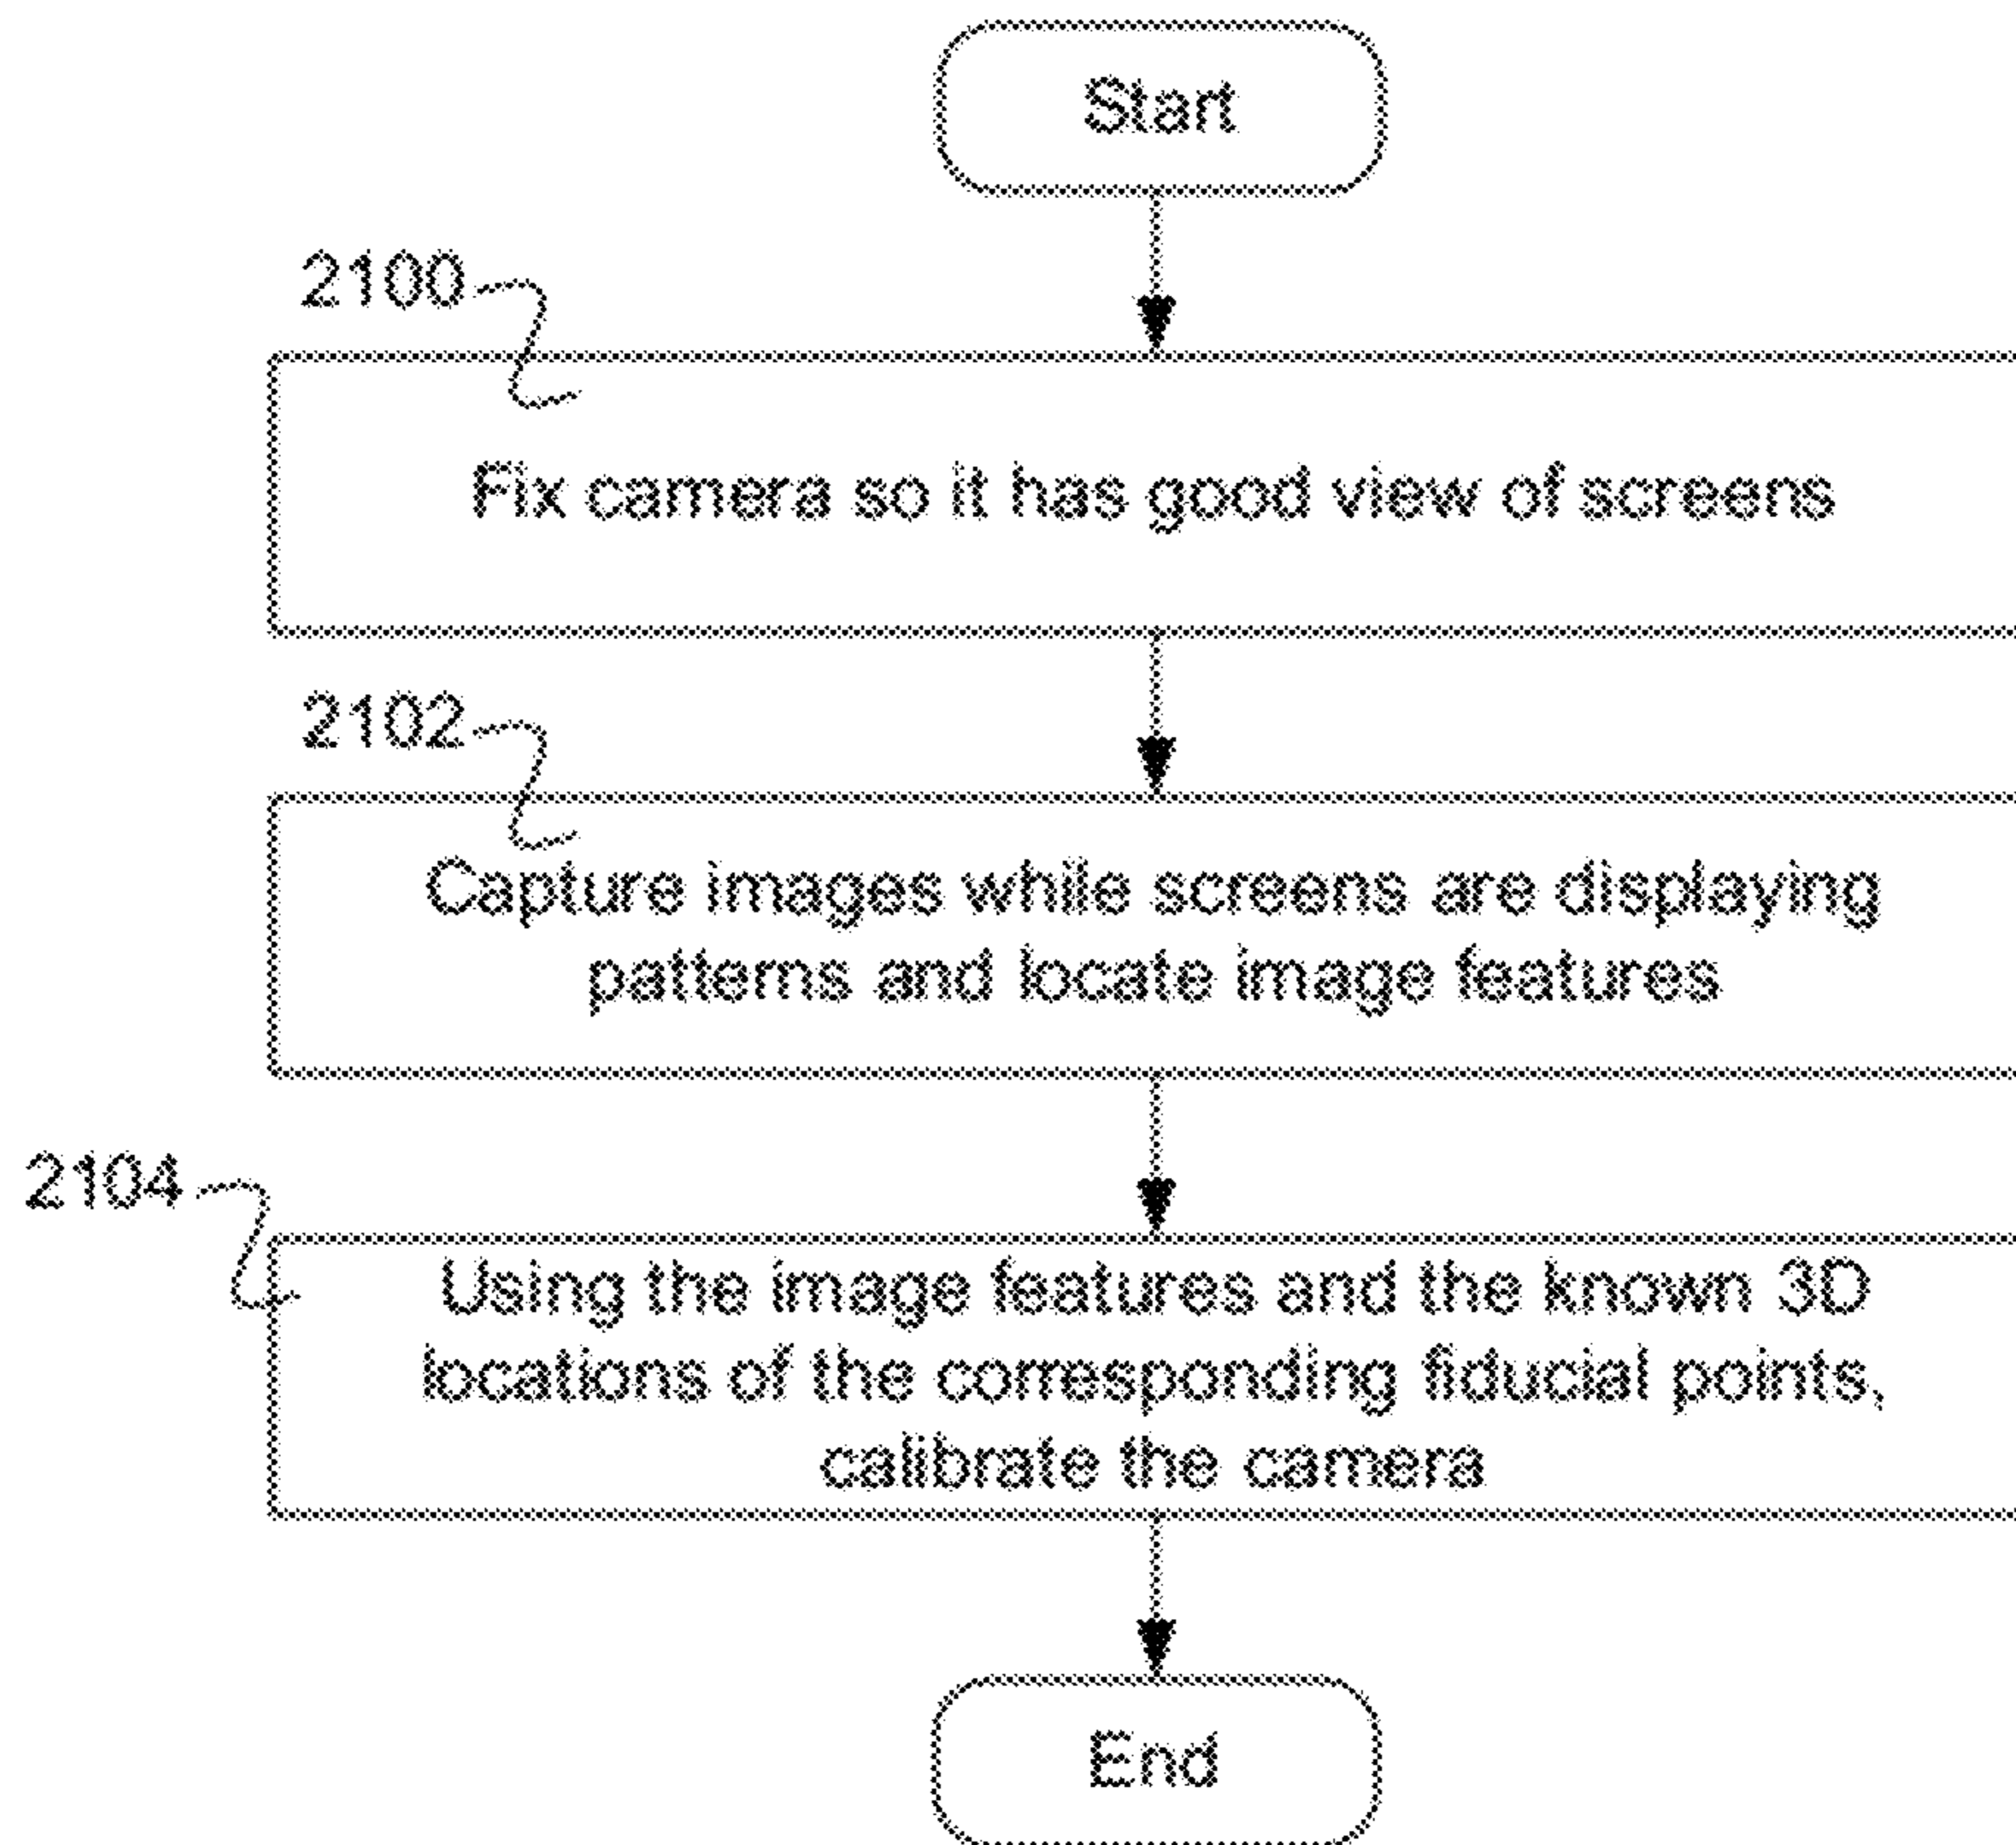 Start
2100
Fix camera so it has good view of screens
2102
Capture images while screens are displaying
patterns and locate image features
2104
Using the image features and the known 3D
locations of the corresponding fiducial points,
calibrate the camera
End